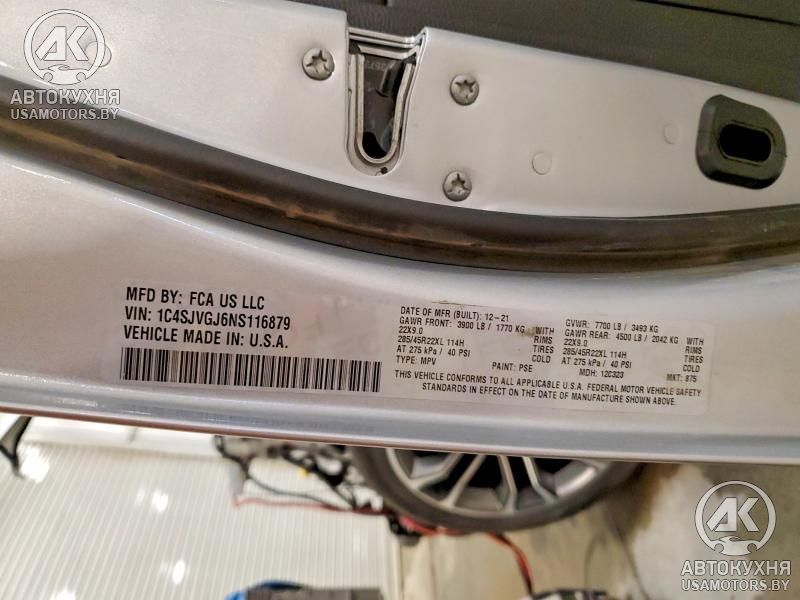 AK
АВТОКУХНЯ
USAMOTORS.BY
MFD BY: FCA US LLC
VIN: 1C4SJVGJ6NS116879
VEHICLE MADE IN: U.S.A.
DATE OF MFR (BUILT): 12-21 GVWR: 7700 LB / 3493 KG
GAWR FRONT: 3900 LB / 1770 KG WITH GAWR REAR: 4500 LB / 2042 KG WITH
22X9.0 RIMS 22X9.0 RIMS
285/45R22XL 114H TIRES 285/45R22XL 114H TIRES
AT 275 kPa / 40 PSI COLD AT 275 kPa / 40 PSI COLD
TYPE: MPV PAINT: PSE MDH: 12C323 MKT: 875
THIS VEHICLE CONFORMS TO ALL APPLICABLE U.S.A. FEDERAL MOTOR VEHICLE SAFETY
STANDARDS IN EFFECT ON THE DATE OF MANUFACTURE SHOWN ABOVE.
AK
АВТОКУХНЯ
USAMOTORS.BY